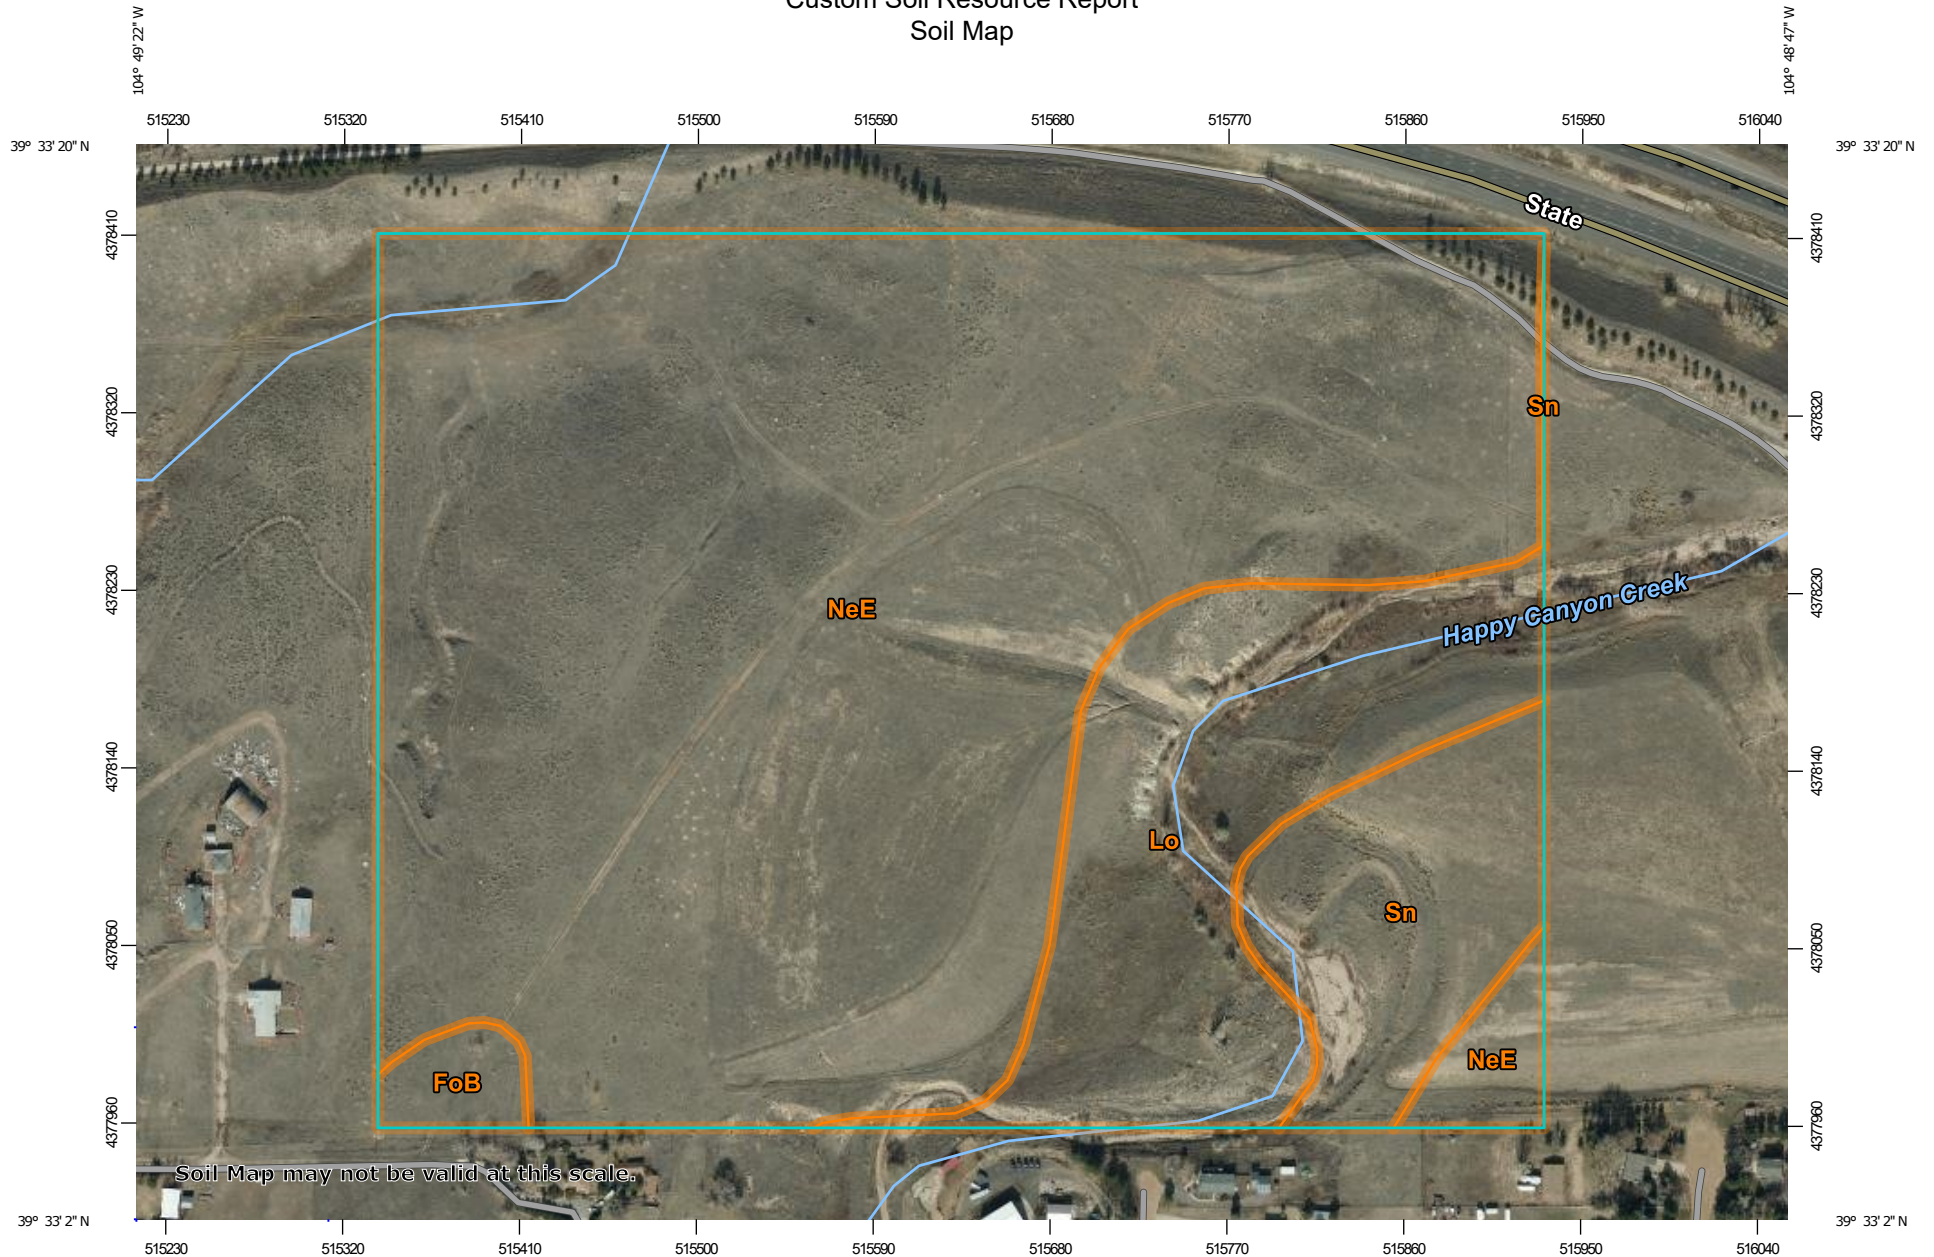 Custom Soil Resource Report
Soil Map
104° 49' 22" W
104° 48' 47" W
515230 515320 515410 515500 515590 515680 515770 515860 515950 516040
39° 33' 20" N
39° 33' 20" N
State
4378410
4378410
4378320
4378320
Sn
4378230
4378230
NeE
Happy Canyon Creek
4378140
4378140
Lo
Sn
4378050
4378050
NeE
FoB
4377960
4377960
Soil Map may not be valid at this scale.
39° 33' 2" N
39° 33' 2" N
515230 515320 515410 515500 515590 515680 515770 515860 515950 516040